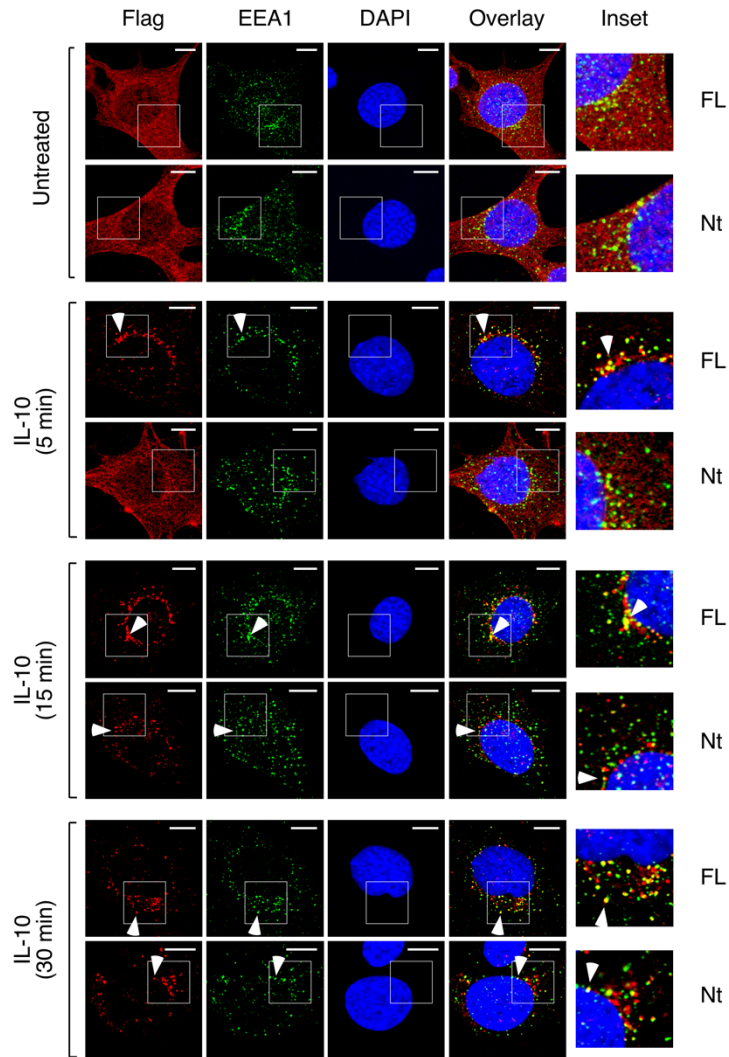 Flag EEA1 DAPI Overlay Inset
Untreated
FL
Nt
IL-10
(5 min)
FL
Nt
IL-10
(15 min)
FL
Nt
IL-10
(30 min)
FL
Nt